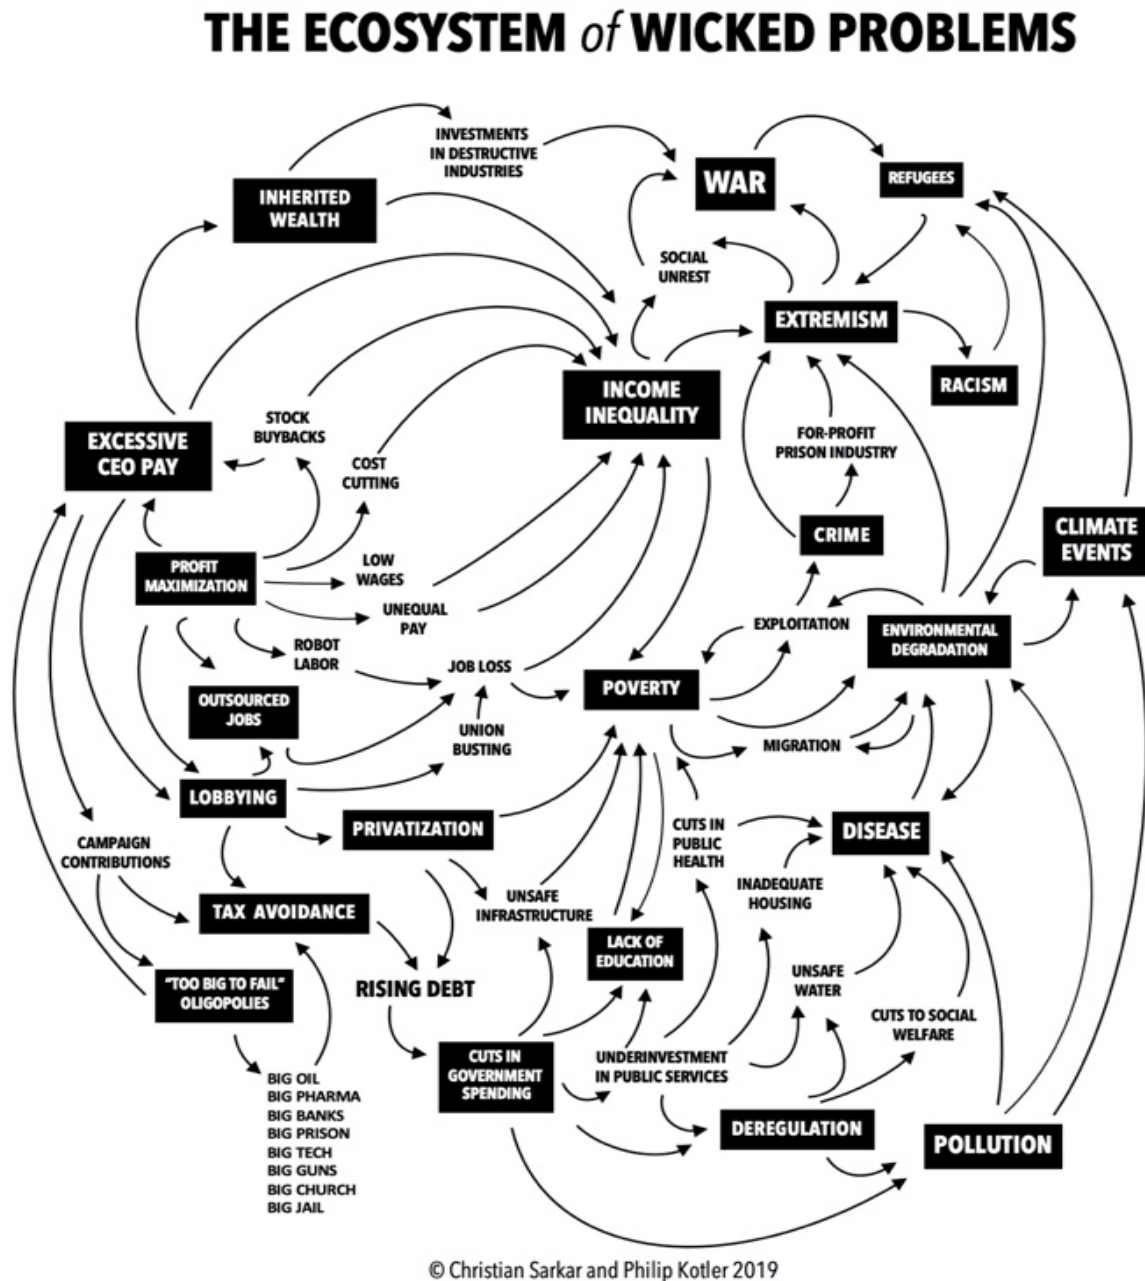 THE ECOSYSTEM of WICKED PROBLEMS
INVESTMENTS
IN DESTRUCTIVE
INDUSTRIES
WAR
REFUGEES
INHERITED
WEALTH
SOCIAL
UNREST
EXTREMISM
RACISM
INCOME
INEQUALITY
STOCK
BUYBACKS
EXCESSIVE
CEO PAY
FOR-PROFIT
PRISON INDUSTRY
COST
CUTTING
CRIME
CLIMATE
EVENTS
PROFIT
MAXIMIZATION
LOW
WAGES
UNEQUAL
PAY
EXPLOITATION
ENVIRONMENTAL
DEGRADATION
ROBOT
LABOR
JOB LOSS
POVERTY
OUTSOURCED
JOBS
UNION
BUSTING
MIGRATION
LOBBYING
PRIVATIZATION
CUTS IN
PUBLIC
HEALTH
DISEASE
CAMPAIGN
CONTRIBUTIONS
INADEQUATE
HOUSING
UNSAFE
INFRASTRUCTURE
TAX AVOIDANCE
LACK OF
EDUCATION
"TOO BIG TO FAIL"
OLIGOPOLIES
RISING DEBT
UNSAFE
WATER
CUTS TO SOCIAL
WELFARE
CUTS IN
GOVERNMENT
SPENDING
UNDERINVESTMENT
IN PUBLIC SERVICES
BIG OIL
BIG PHARMA
BIG BANKS
BIG PRISON
BIG TECH
BIG GUNS
BIG CHURCH
BIG JAIL
DEREGULATION
POLLUTION
© Christian Sarkar and Philip Kotler 2019